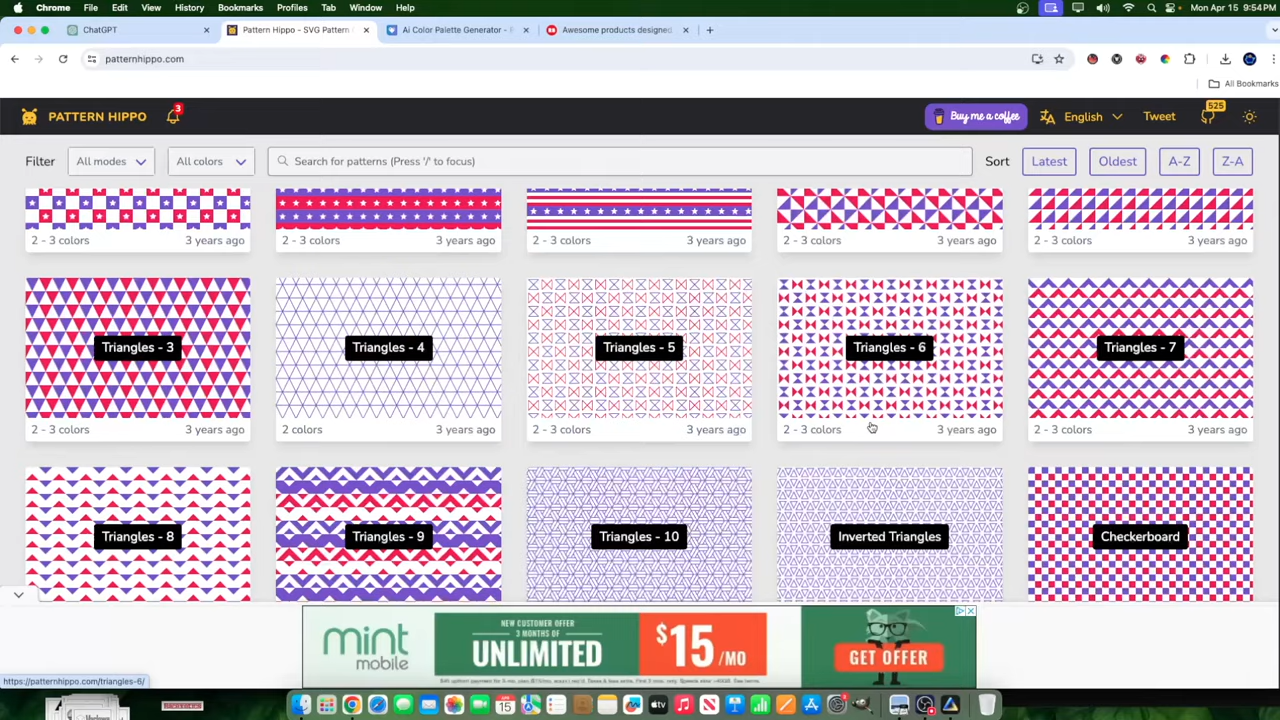 Chrome File Edit View History Bookmarks Profiles Tab Window Help Mon Apr 15 9:54 PM
ChatGPT Pattern Hippo - SVG Pattern Ai Color Palette Generator - Awesome products designed
patternhippo.com
All Bookmarks
PATTERN HIPPO 3 Buy me a coffee English Tweet 525
Filter All modes All colors Search for patterns (Press '/' to focus) Sort Latest Oldest A-Z Z-A
2 - 3 colors 3 years ago 2 - 3 colors 3 years ago 2 - 3 colors 3 years ago 2 - 3 colors 3 years ago 2 - 3 colors 3 years ago
Triangles - 3 Triangles - 4 Triangles - 5 Triangles - 6 Triangles - 7
2 - 3 colors 3 years ago 2 colors 3 years ago 2 - 3 colors 3 years ago 2 - 3 colors 3 years ago 2 - 3 colors 3 years ago
Triangles - 8 Triangles - 9 Triangles - 10 Inverted Triangles Checkerboard
mint mobile
NEW CUSTOMER OFFER
3 MONTHS OF
UNLIMITED
$15/MO
GET OFFER
https://patternhippo.com/triangles-6/
15